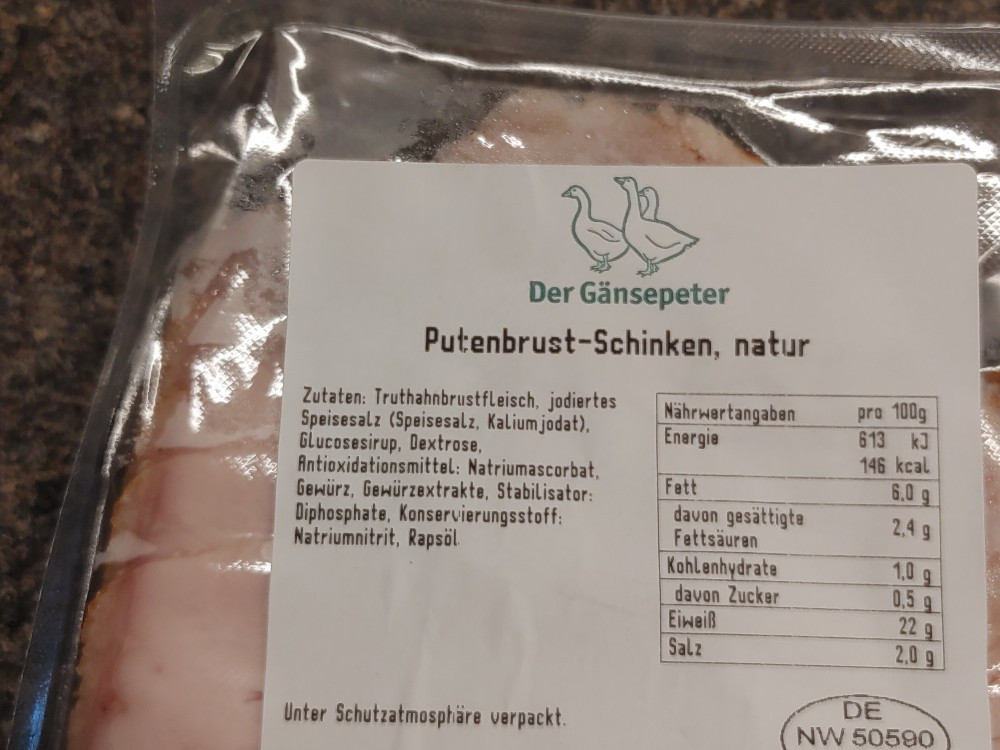 Der Gänsepeter
Putenbrust-Schinken, natur
Zutaten: Truthahnbrustfleisch, jodiertes
Speisesalz (Speisesalz, Kaliumjodat),
Glucosesirup, Dextrose,
Antioxidationsmittel: Natriumascorbat,
Gewürz, Gewürzextrakte, Stabilisator:
Diphosphate, Konservierungsstoff:
Natriumnitrit, Rapsöl.
Nährwertangaben pro 100g
Energie 613 kJ
146 kcal
Fett 6,0 g
davon gesättigte
Fettsäuren 2,4 g
Kohlenhydrate 1,0 g
davon Zucker 0,5 g
Eiweiß 22 g
Salz 2,0 g
Unter Schutzatmosphäre verpackt.
DE
NW 50590